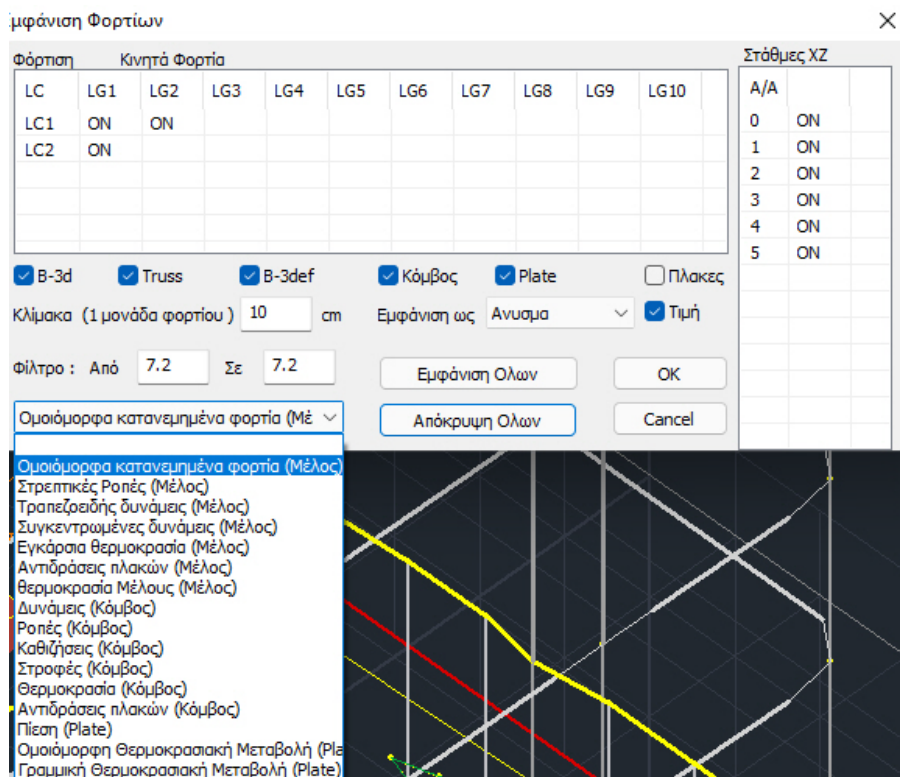 Εμφάνιση Φορτίων
Φόρτιση Κινητά Φορτία Στάθμες XZ
LC LG1 LG2 LG3 LG4 LG5 LG6 LG7 LG8 LG9 LG10 A/A
LC1 ON ON 0 ON
LC2 ON 1 ON
2 ON
3 ON
4 ON
5 ON
B-3d Truss B-3def Κόμβος Plate Πλακες
Κλίμακα (1 μονάδα φορτίου ) 10 cm Εμφάνιση ως Ανυσμα Τιμή
Φίλτρο : Από 7.2 Σε 7.2 Εμφάνιση Ολων OK
Ομοιόμορφα κατανεμημένα φορτία (Μέ Απόκρυψη Ολων Cancel
Ομοιόμορφα κατανεμημένα φορτία (Μέλος)
Στρεπτικές Ροπές (Μέλος)
Τραπεζοειδής δυνάμεις (Μέλος)
Συγκεντρωμένες δυνάμεις (Μέλος)
Εγκάρσια θερμοκρασία (Μέλος)
Αντιδράσεις πλακών (Μέλος)
θερμοκρασία Μέλους (Μέλος)
Δυνάμεις (Κόμβος)
Ροπές (Κόμβος)
Καθιζήσεις (Κόμβος)
Στροφές (Κόμβος)
Θερμοκρασία (Κόμβος)
Αντιδράσεις πλακών (Κόμβος)
Πίεση (Plate)
Ομοιόμορφη Θερμοκρασιακή Μεταβολή (Pla
Γραμμική Θερμοκρασιακή Μεταβολή (Plate)